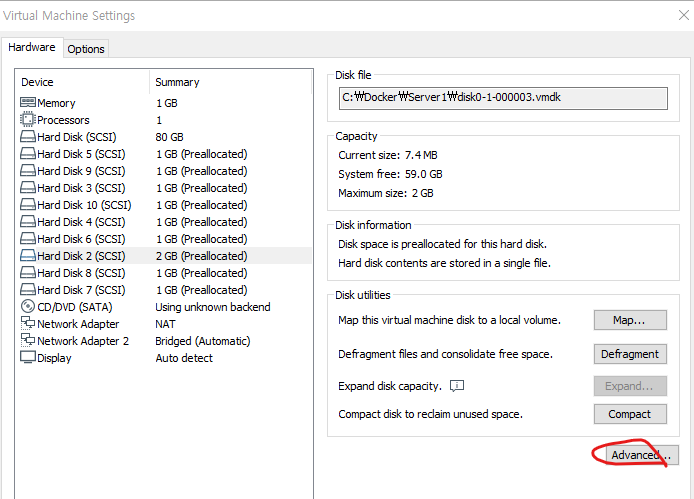 Virtual Machine Settings
Hardware Options
Device Summary
Memory 1 GB
Processors 1
Hard Disk (SCSI) 80 GB
Hard Disk 5 (SCSI) 1 GB (Preallocated)
Hard Disk 9 (SCSI) 1 GB (Preallocated)
Hard Disk 3 (SCSI) 1 GB (Preallocated)
Hard Disk 10 (SCSI) 1 GB (Preallocated)
Hard Disk 4 (SCSI) 1 GB (Preallocated)
Hard Disk 6 (SCSI) 1 GB (Preallocated)
Hard Disk 2 (SCSI) 2 GB (Preallocated)
Hard Disk 8 (SCSI) 1 GB (Preallocated)
Hard Disk 7 (SCSI) 1 GB (Preallocated)
CD/DVD (SATA) Using unknown backend
Network Adapter NAT
Network Adapter 2 Bridged (Automatic)
Display Auto detect
Disk file
C:₩Docker₩Server1₩disk0-1-000003.vmdk
Capacity
Current size: 7.4 MB
System free: 59.0 GB
Maximum size: 2 GB
Disk information
Disk space is preallocated for this hard disk.
Hard disk contents are stored in a single file.
Disk utilities
Map this virtual machine disk to a local volume. Map...
Defragment files and consolidate free space. Defragment
Expand disk capacity. Expand...
Compact disk to reclaim unused space. Compact
Advanced...